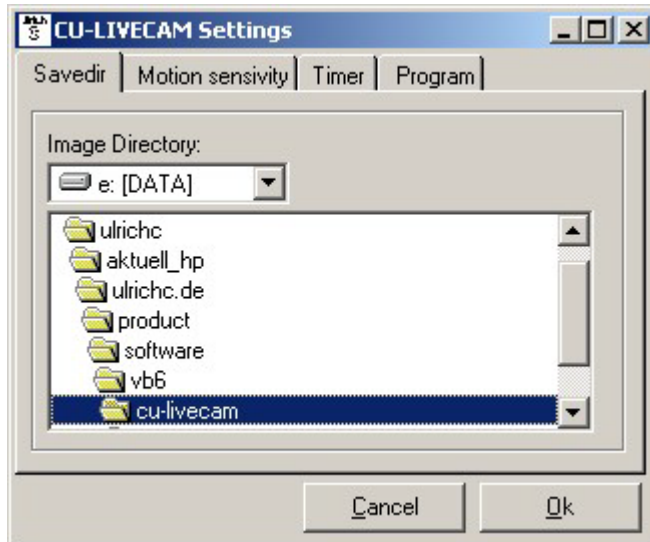 CU-LIVECAM Settings
Savedir Motion sensivity Timer Program
Image Directory:
e: [DATA]
ulrichc
aktuell_hp
ulrichc.de
product
software
vb6
cu-livecam
Cancel Ok